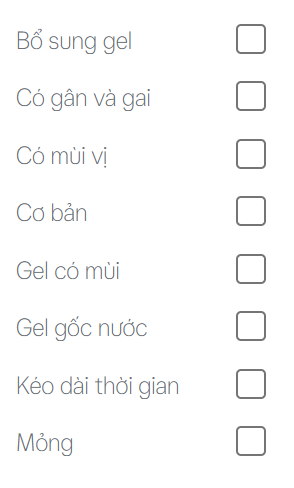 Bổ sung gel
Có gân và gai
Có mùi vị
Cơ bản
Gel có mùi
Gel gốc nước
Kéo dài thời gian
Mỏng